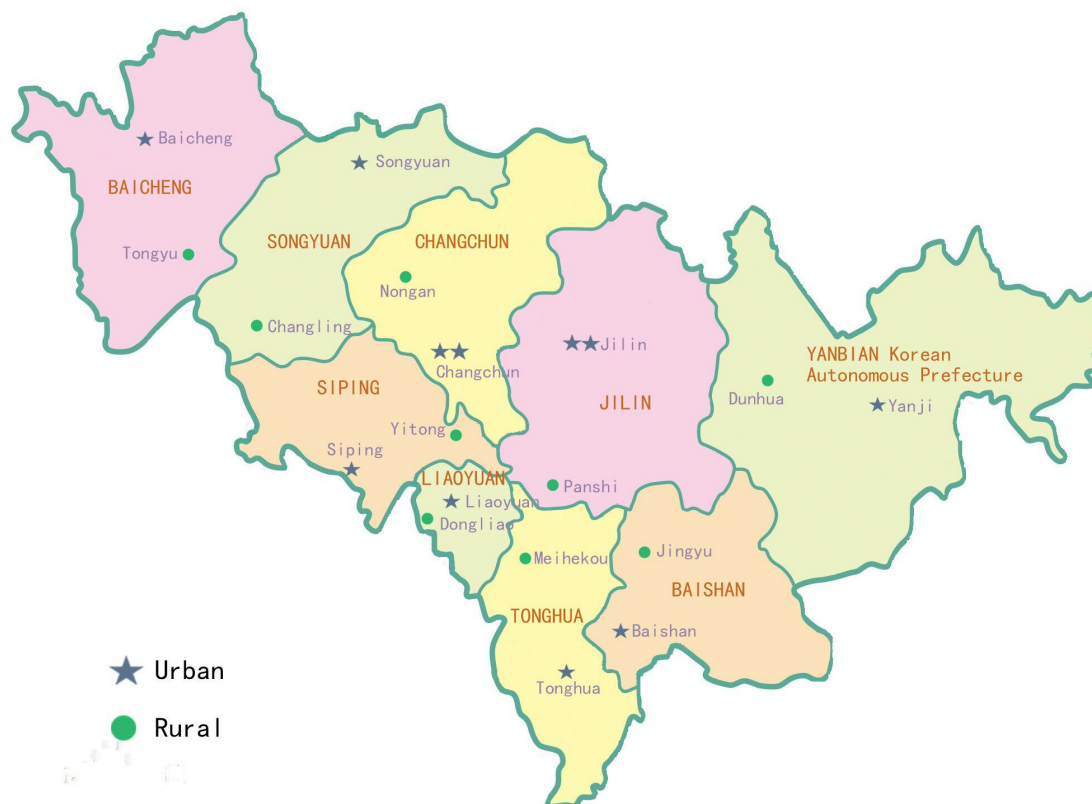 Baicheng
Songyuan
BAICHENG
SONGYUAN
CHANGCHUN
Tongyu
Nongan
Changling
Jilin
Changchun
YANBIAN Korean
Autonomous Prefecture
SIPING
JILIN
Dunhua
Yanji
Yitong
Siping
LIAOYUAN
Liaoyuan
Panshi
Dongliao
Meihekou
Jingyu
BAISHAN
TONGHUA
Baishan
Tonghua
Urban
Rural